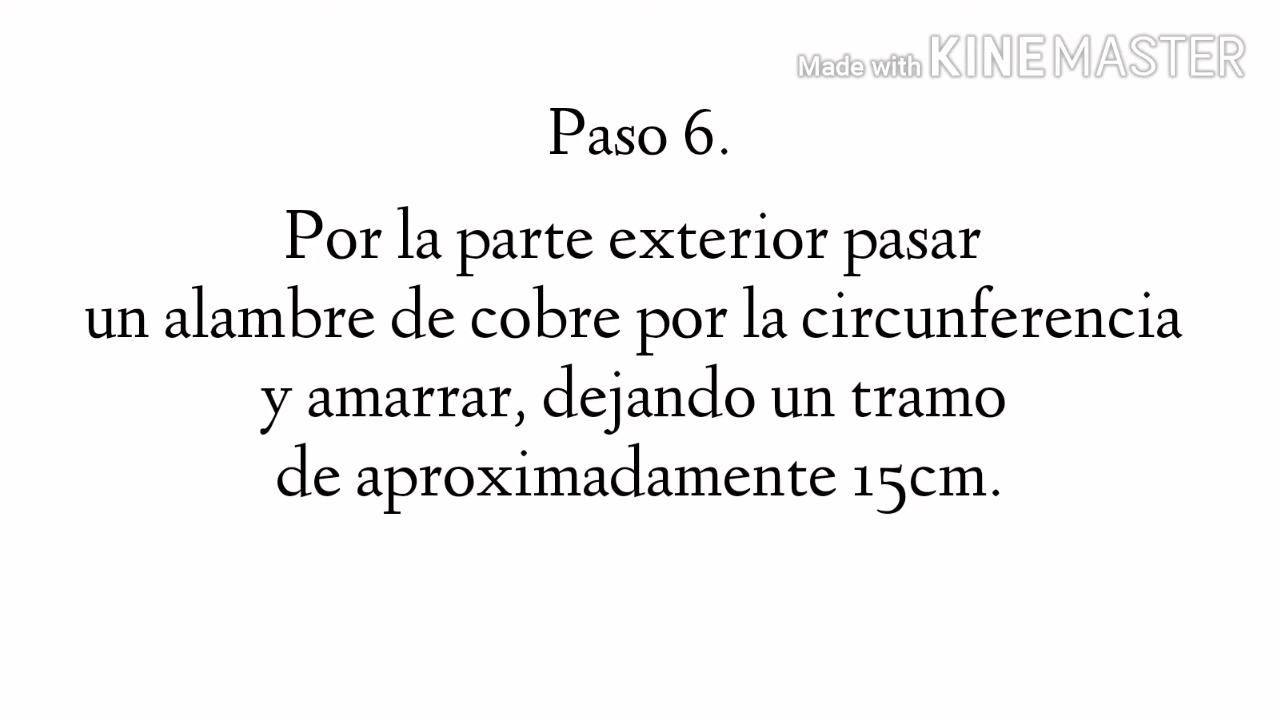 Made with KINEMASTER
Paso 6.
Por la parte exterior pasar
un alambre de cobre por la circunferencia
y amarrar, dejando un tramo
de aproximadamente 15cm.